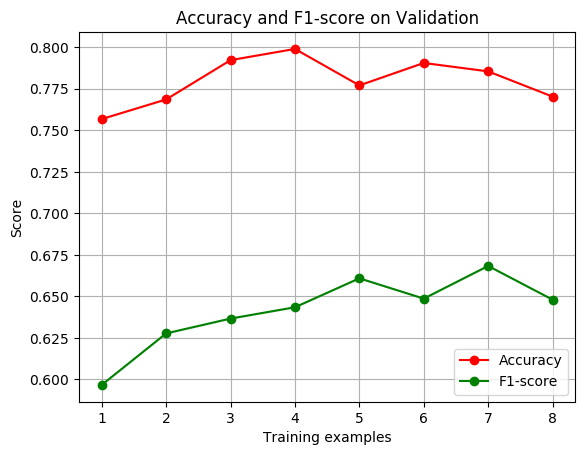 Accuracy and F1-score on Validation
0.800
0.775
0.750
0.725
0.700
0.675
0.650
0.625
0.600
Score
1 2 3 4 5 6 7 8
Training examples
Accuracy
F1-score